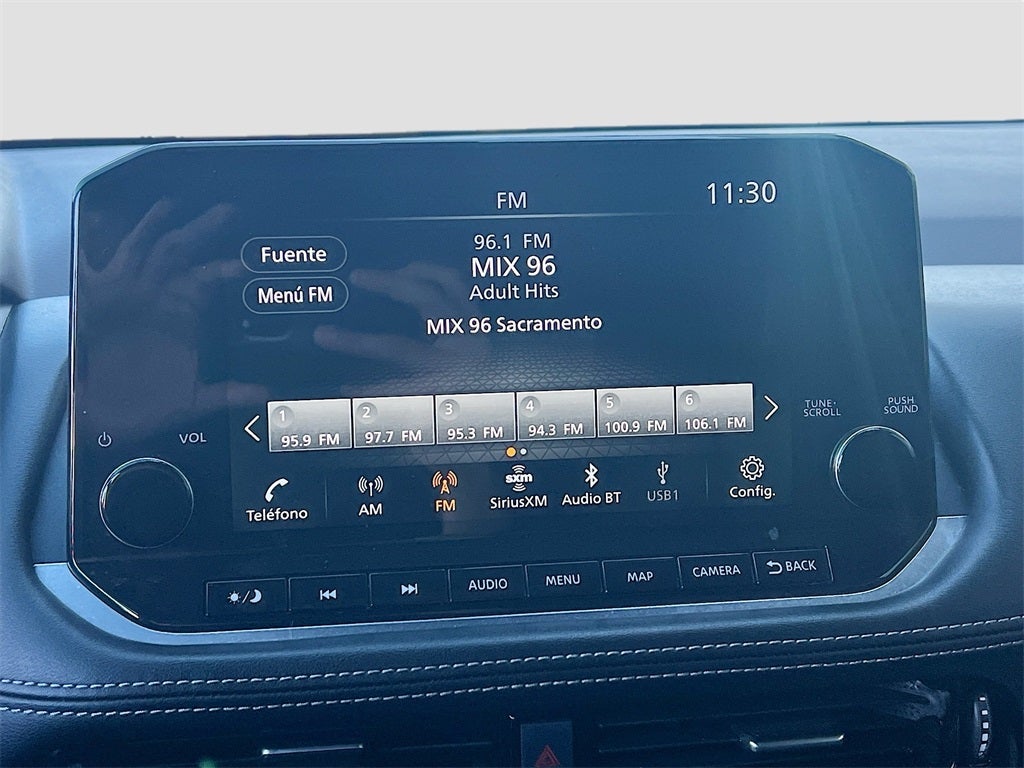 FM
11:30
Fuente
Menú FM
96.1 FM
MIX 96
Adult Hits
MIX 96 Sacramento
1
95.9 FM
2
97.7 FM
3
95.3 FM
4
94.3 FM
5
100.9 FM
6
106.1 FM
VOL
TUNE·
SCROLL
PUSH
SOUND
Teléfono
AM
FM
sxm
SiriusXM
Audio BT
USB1
Config.
AUDIO
MENU
MAP
CAMERA
BACK